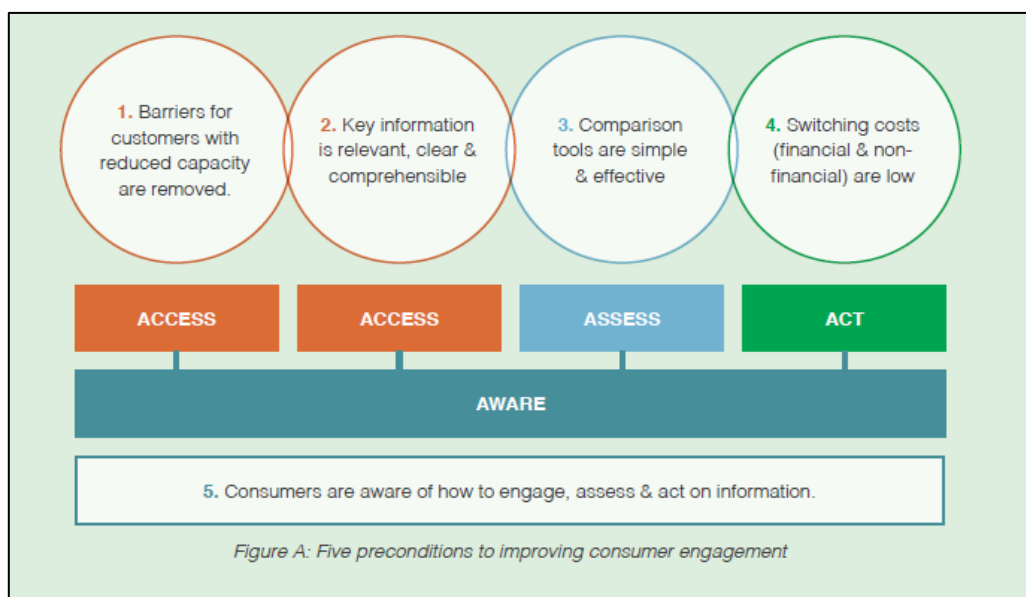 1. Barriers for
customers with
reduced capacity
are removed.
2. Key information
is relevant, clear &
comprehensible
3. Comparison
tools are simple
& effective
4. Switching costs
(financial & non-
financial) are low
ACCESS
ACCESS
ASSESS
ACT
AWARE
5. Consumers are aware of how to engage, assess & act on information.
Figure A: Five preconditions to improving consumer engagement